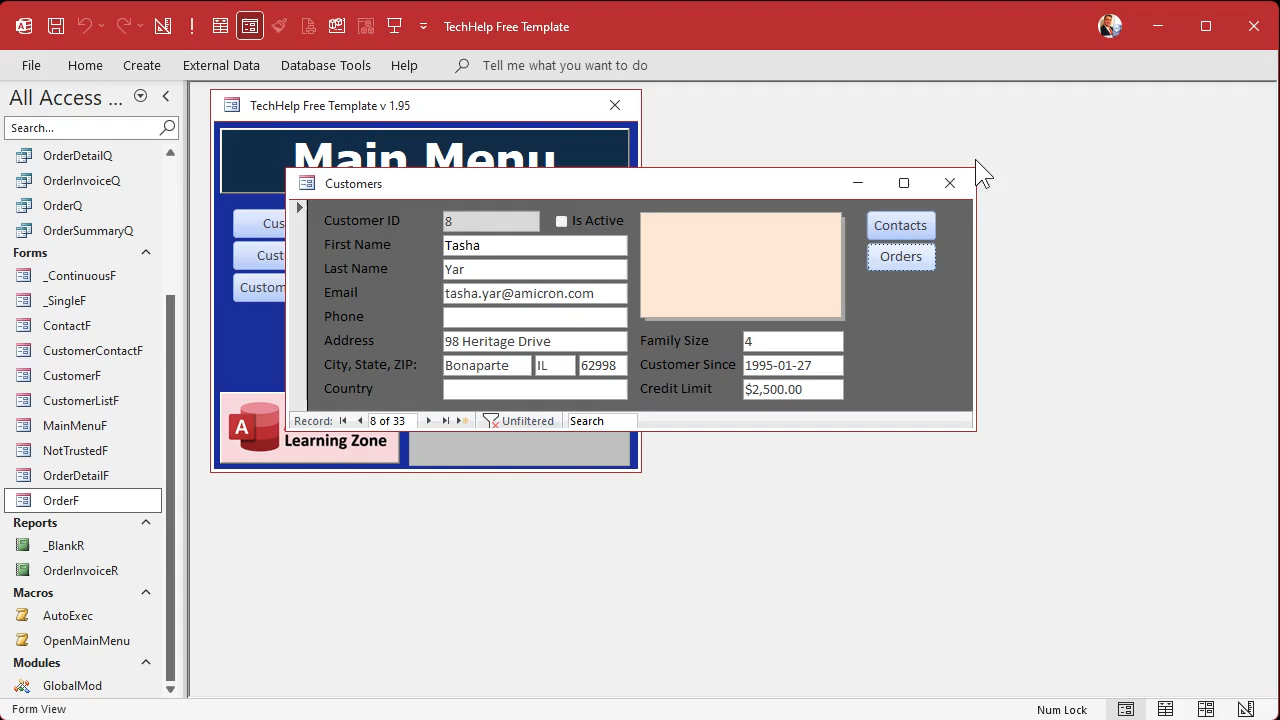 TechHelp Free Template
File Home Create External Data Database Tools Help Tell me what you want to do
All Access ...
Search...
OrderDetailQ
OrderInvoiceQ
OrderQ
OrderSummaryQ
Forms
_ContinuousF
_SingleF
ContactF
CustomerContactF
CustomerF
CustomerListF
MainMenuF
NotTrustedF
OrderDetailF
OrderF
Reports
_BlankR
OrderInvoiceR
Macros
AutoExec
OpenMainMenu
Modules
GlobalMod
TechHelp Free Template v 1.95
Main Menu
Cus
Cust
Custom
A
Learning Zone
Customers
Customer ID 8 Is Active
First Name Tasha
Last Name Yar
Email tasha.yar@amicron.com
Phone
Address 98 Heritage Drive
City, State, ZIP: Bonaparte IL 62998
Country
Family Size 4
Customer Since 1995-01-27
Credit Limit $2,500.00
Contacts
Orders
Record: 8 of 33 Unfiltered Search
Form View Num Lock